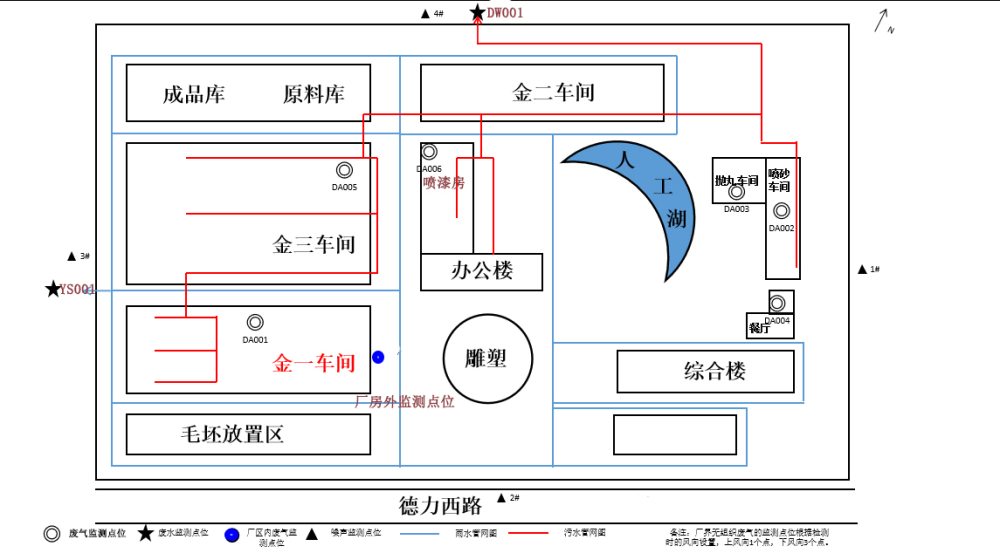 4#
DW001
N
成品库
原料库
金二车间
DA005
DA006
喷漆房
人
工
湖
抛丸车间
DA003
喷砂
车间
DA002
金三车间
3#
办公楼
1#
YS001
DA001
金一车间
DA004
餐厅
雕塑
综合楼
厂房外监测点位
毛坯放置区
德力西路
2#
废气监测点位
废水监测点位
厂区内废气监
测点位
噪声监测点位
雨水管网图
污水管网图
备注：厂界无组织废气的监测点位根据检测
时的风向设置，上风向1个点，下风向3个点。